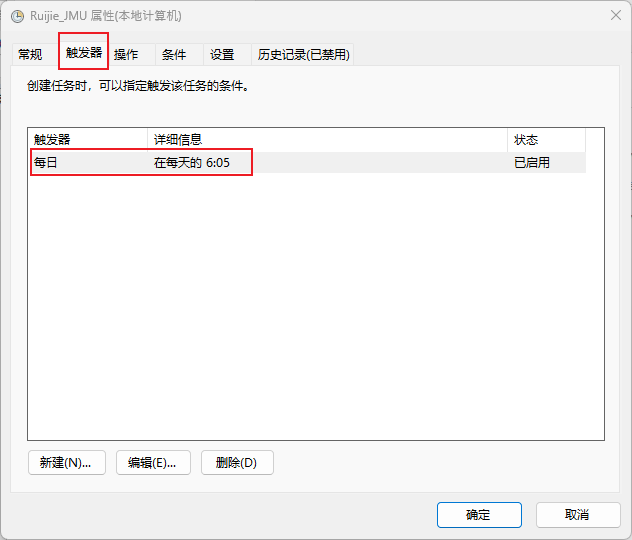 Ruijie_JMU 属性(本地计算机)
常规 触发器 操作 条件 设置 历史记录(已禁用)
创建任务时，可以指定触发该任务的条件。
触发器 详细信息 状态
每日 在每天的 6:05 已启用
新建(N)... 编辑(E)... 删除(D)
确定 取消